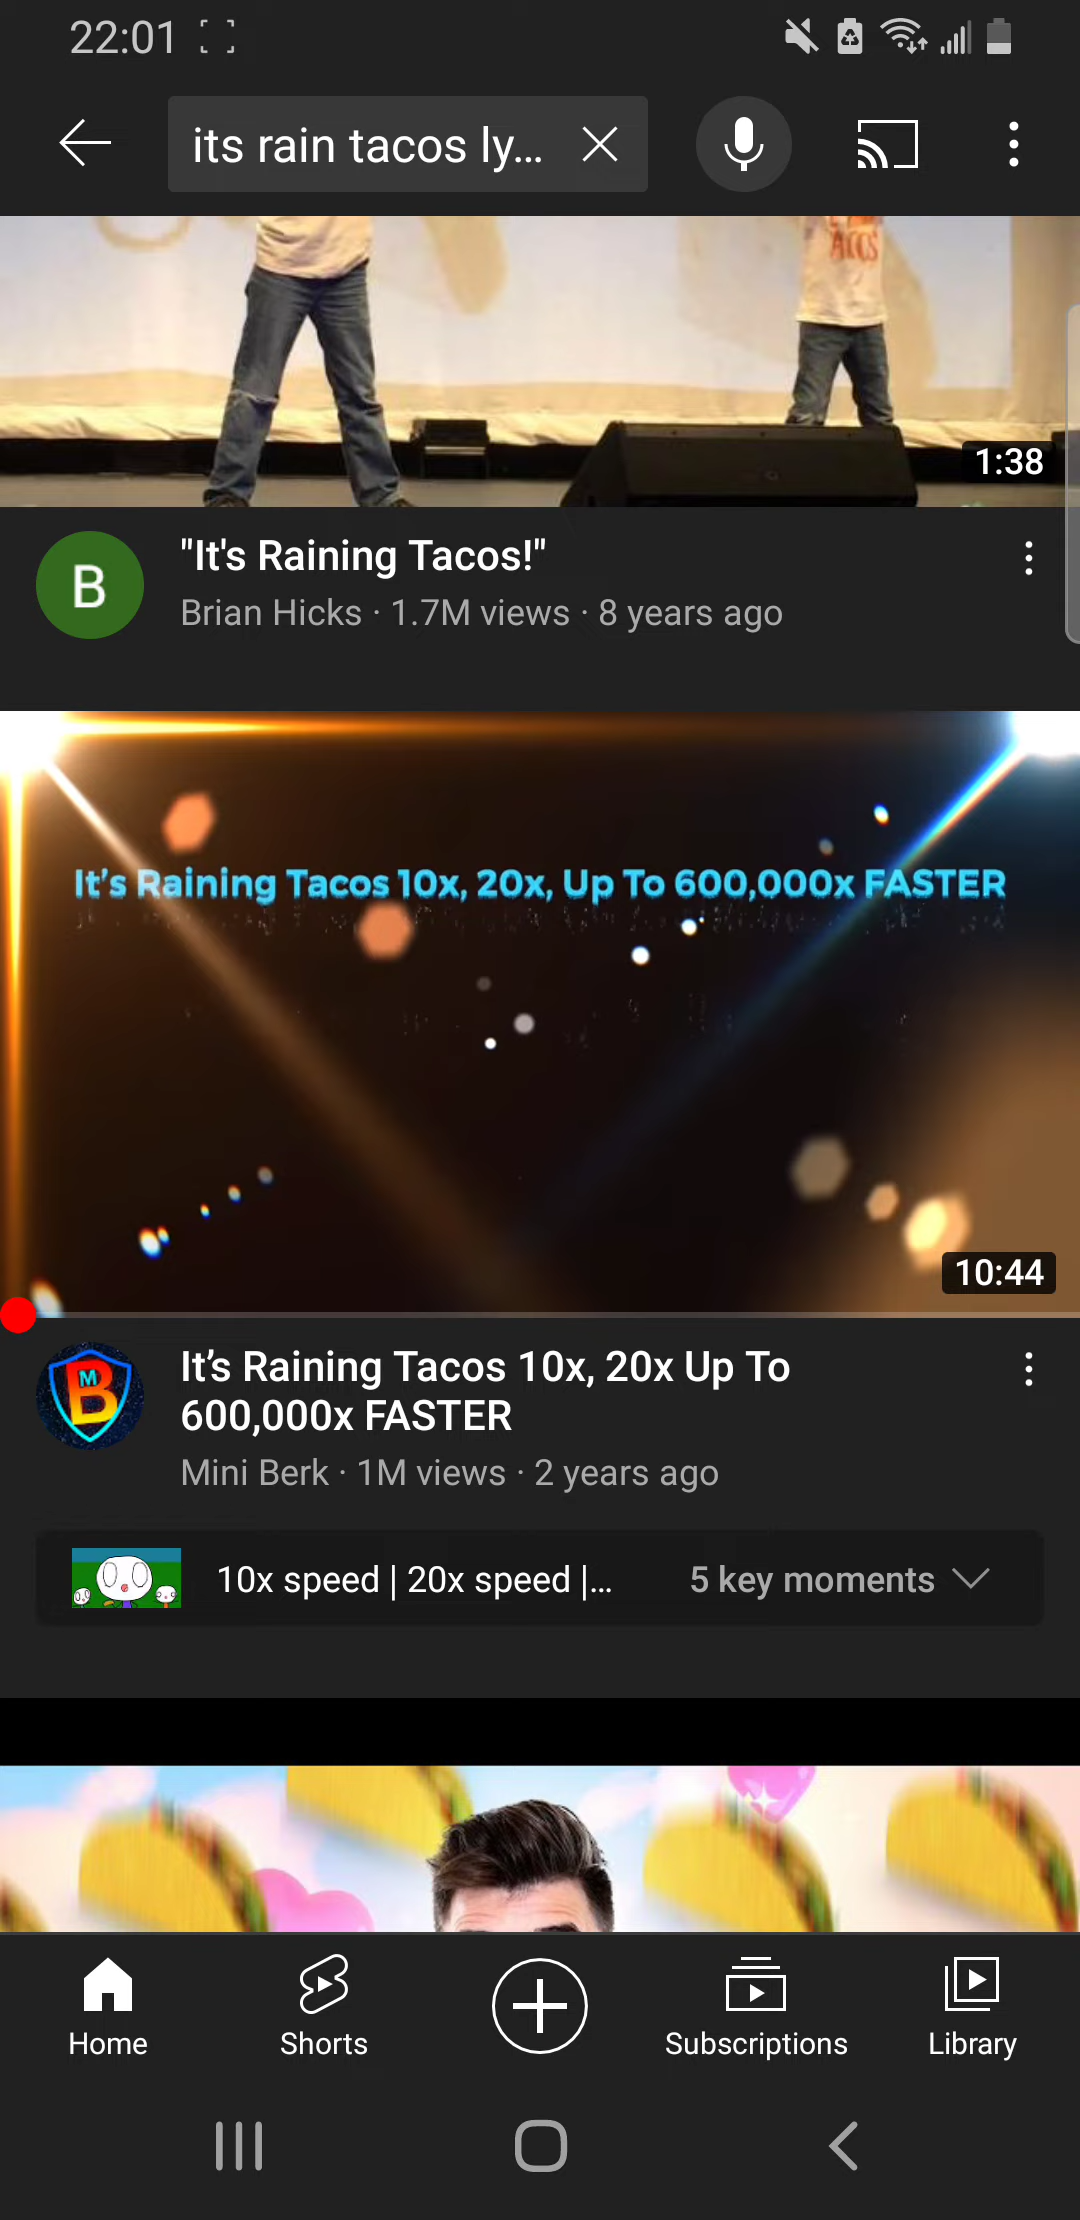 22:01
its rain tacos ly...
ACOS
1:38
B
"It's Raining Tacos!"
Brian Hicks · 1.7M views · 8 years ago
It's Raining Tacos 10x, 20x, Up To 600,000x FASTER
10:44
M
B
It’s Raining Tacos 10x, 20x Up To
600,000x FASTER
Mini Berk · 1M views · 2 years ago
10x speed | 20x speed |...
5 key moments
Home
Shorts
Subscriptions
Library